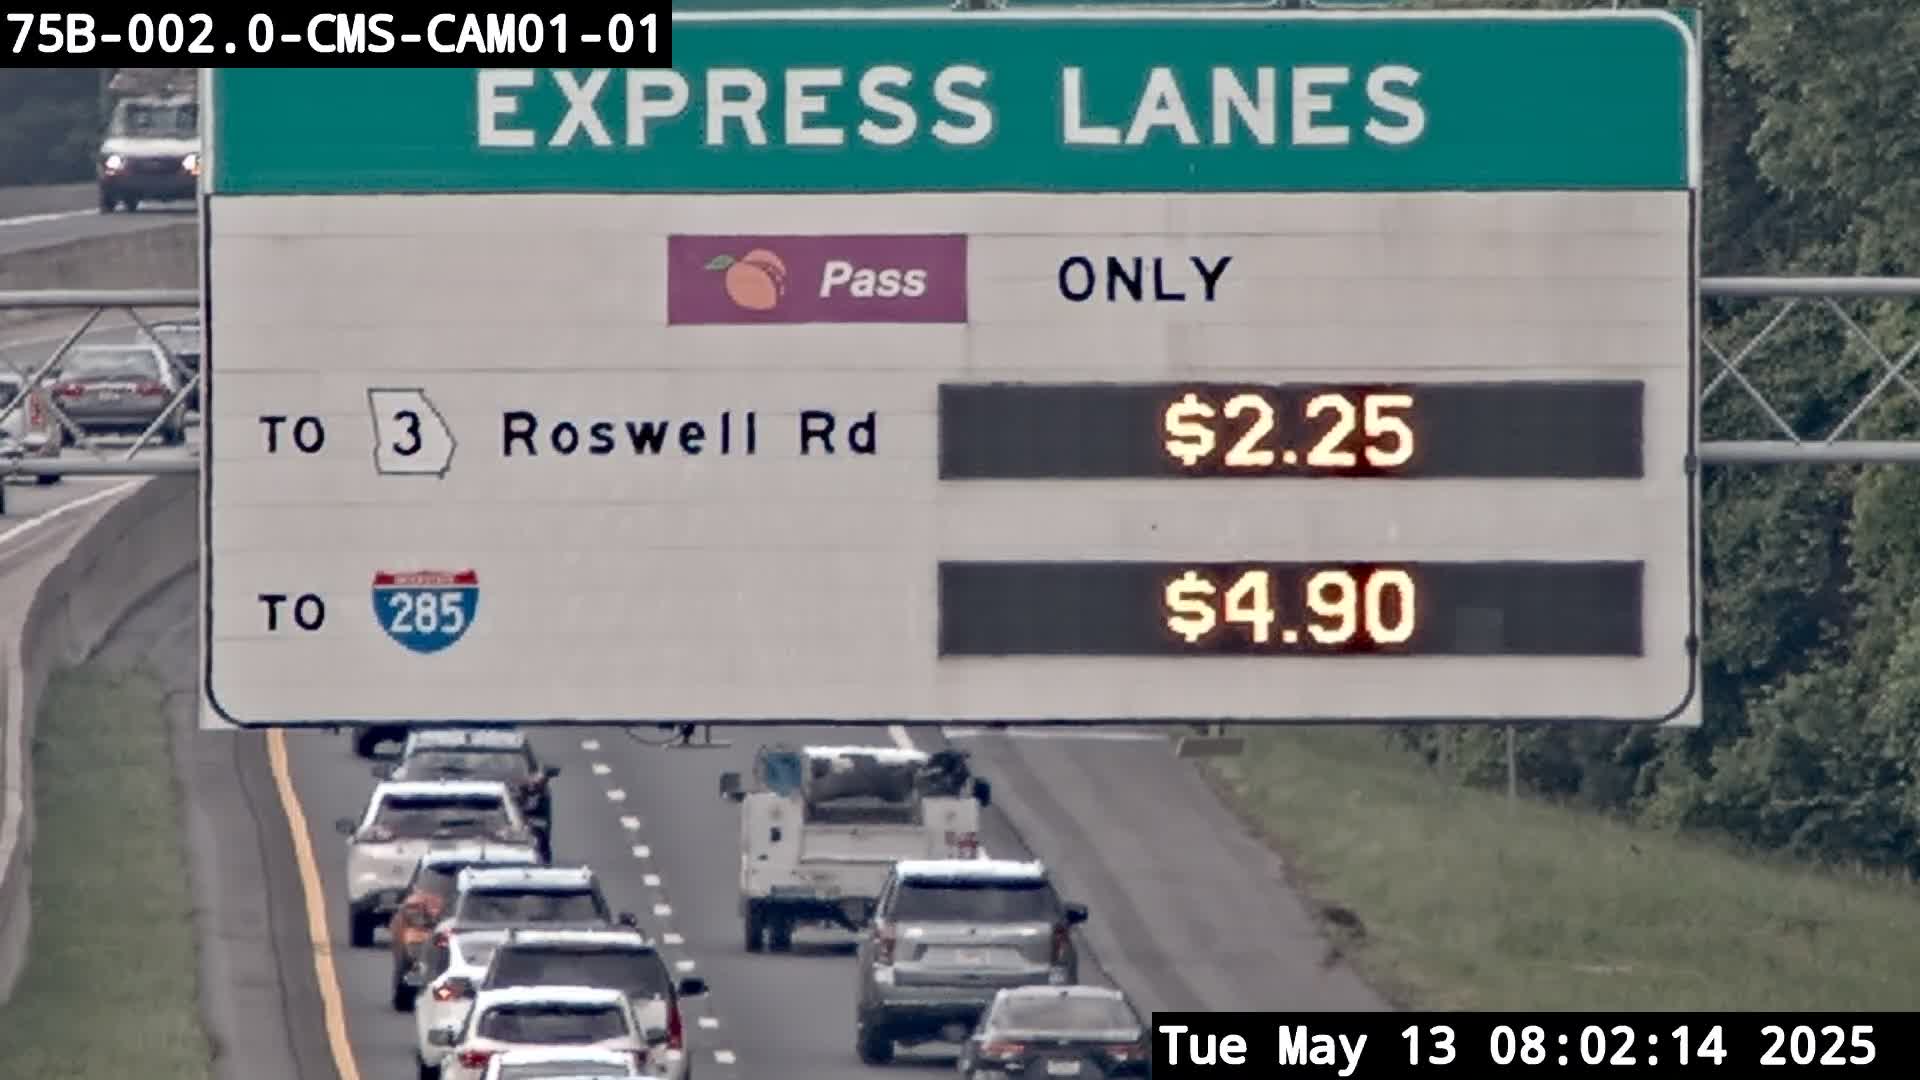 75B-002.0-CMS-CAM01-01
EXPRESS LANES
Pass ONLY
TO 3 Roswell Rd $2.25
TO 285 $4.90
Tue May 13 08:02:14 2025